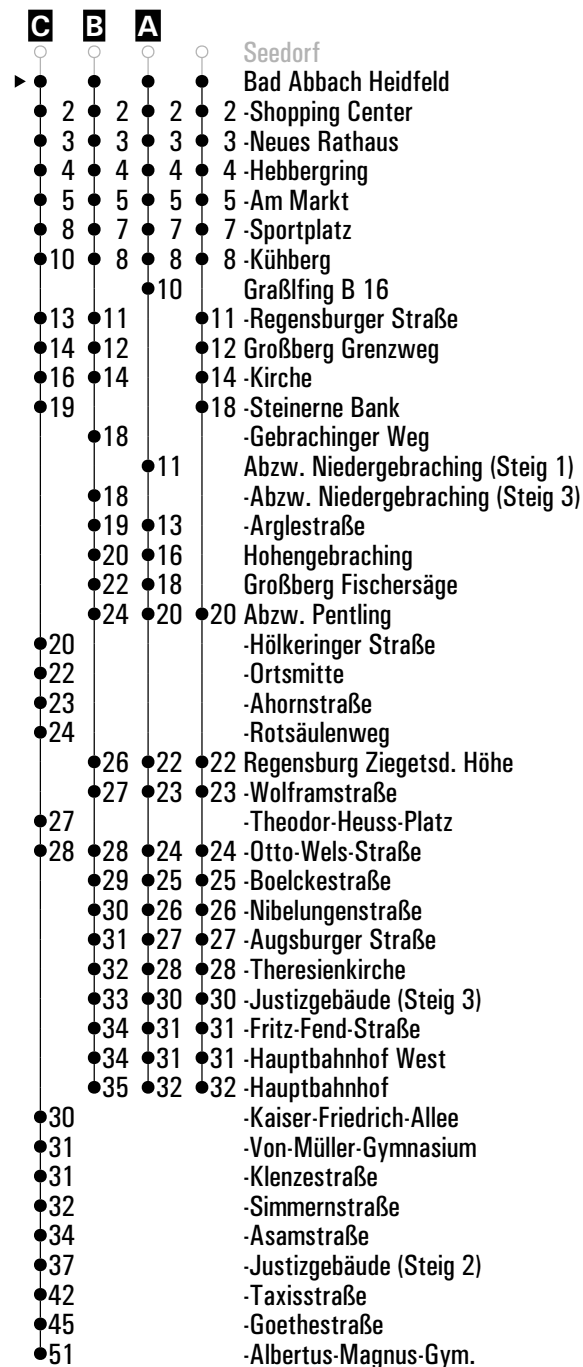 C B A
Seedorf
Bad Abbach Heidfeld
2 2 2 2 -Shopping Center
3 3 3 3 -Neues Rathaus
4 4 4 4 -Hebbergring
5 5 5 5 -Am Markt
8 7 7 7 -Sportplatz
10 8 8 8 -Kühberg
10 Graßlfing B 16
13 11 11 -Regensburger Straße
14 12 12 Großberg Grenzweg
16 14 14 -Kirche
19 18 -Steinerne Bank
18 -Gebrachinger Weg
11 Abzw. Niedergebraching (Steig 1)
18 -Abzw. Niedergebraching (Steig 3)
19 13 -Arglestraße
20 16 Hohengebraching
22 18 Großberg Fischersäge
24 20 20 Abzw. Pentling
20 -Hölkeringer Straße
22 -Ortsmitte
23 -Ahornstraße
24 -Rotsäulenweg
26 22 22 Regensburg Ziegetsd. Höhe
27 23 23 -Wolframstraße
27 -Theodor-Heuss-Platz
28 28 24 24 -Otto-Wels-Straße
29 25 25 -Boelckestraße
30 26 26 -Nibelungenstraße
31 27 27 -Augsburger Straße
32 28 28 -Theresienkirche
33 30 30 -Justizgebäude (Steig 3)
34 31 31 -Fritz-Fend-Straße
34 31 31 -Hauptbahnhof West
35 32 32 -Hauptbahnhof
30 -Kaiser-Friedrich-Allee
31 -Von-Müller-Gymnasium
31 -Klenzestraße
32 -Simmernstraße
34 -Asamstraße
37 -Justizgebäude (Steig 2)
42 -Taxisstraße
45 -Goethestraße
51 -Albertus-Magnus-Gym.